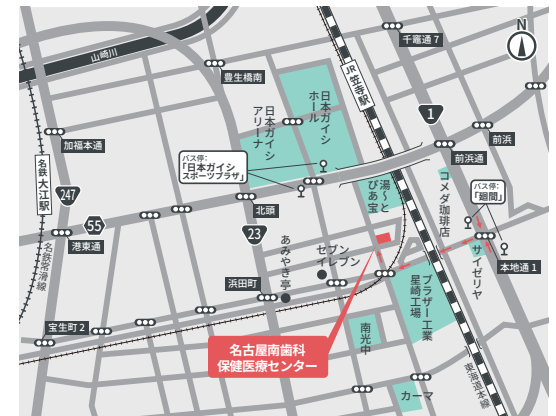 山崎川
豊生橋南
千竈通 7
N
JR
笠寺駅
日本ガイシ
ホール
日本ガイシ
アリーナ
1
前浜
前浜通
加福本通
バス停:
「日本ガイシ
スポーツプラザ」
湯〜と
ぴあ宝
コメダ珈琲店
バス停:
「廻間」
名鉄
大江駅
247
55
港東通
北頭
23
名鉄常滑線
あみやき亭
セブン
イレブン
サイゼリヤ
本地通 1
浜田町
ブラザー工業
星崎工場
宝生町 2
南光中
名古屋南歯科
保健医療センター
東海道本線
カーマ